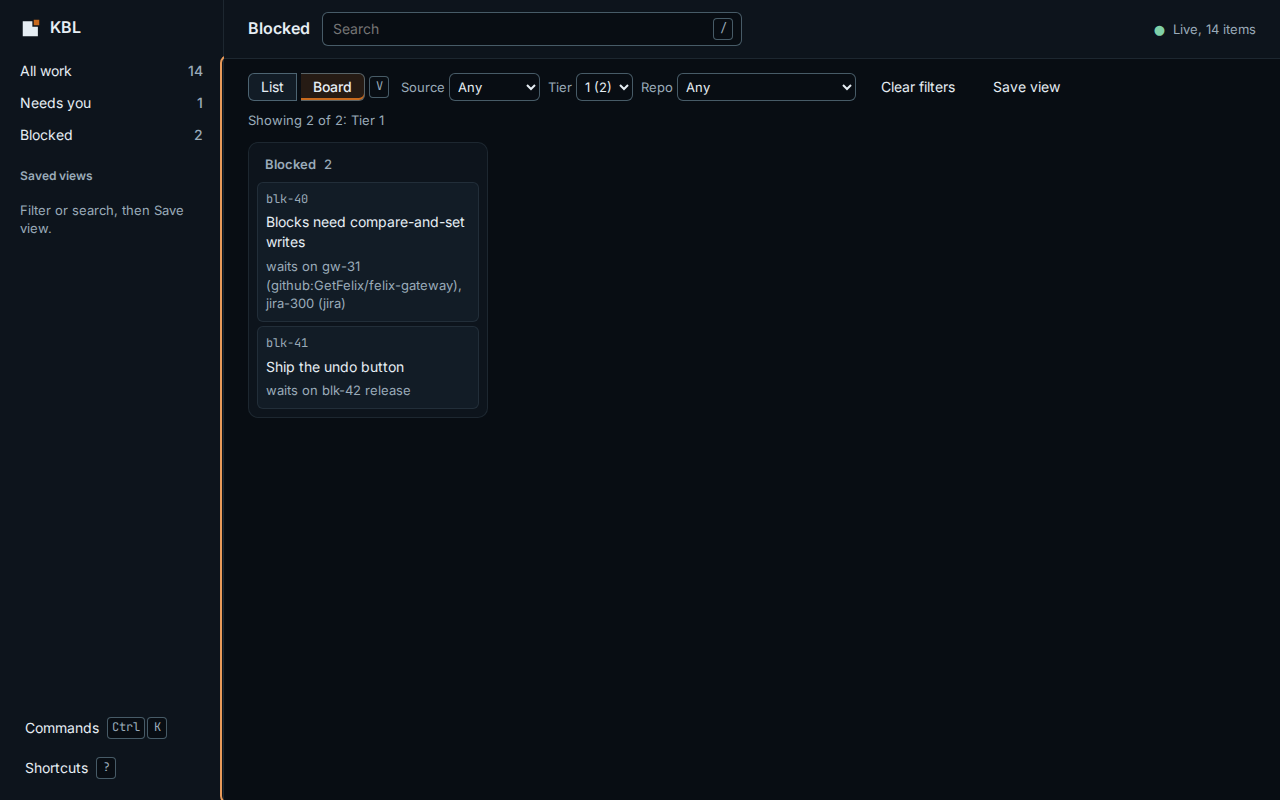 KBL
Blocked
Search
/
Live, 14 items
All work 14
Needs you 1
Blocked 2
Saved views
Filter or search, then Save
view.
List Board V Source Any Tier 1 (2) Repo Any Clear filters Save view
Showing 2 of 2: Tier 1
Blocked 2
blk-40
Blocks need compare-and-set
writes
waits on gw-31
(github:GetFelix/felix-gateway),
jira-300 (jira)
blk-41
Ship the undo button
waits on blk-42 release
Commands Ctrl K
Shortcuts ?